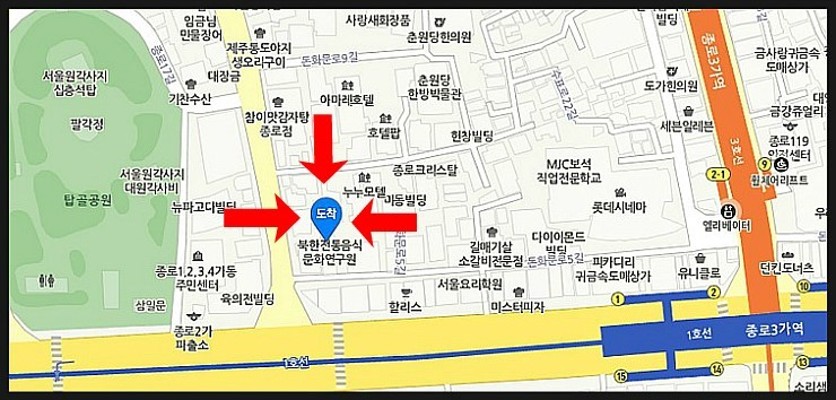 임금님
민물장어
사랑새화장품
춘원당한의원
빌딩
제주통도야지
생오리구이
종로17길
돈화문로9길
종로3가역
금사랑귀금속
도매상가
서울원각사지
십층석탑
대장금
기찬수산
아마레호텔
춘원당
한방박물관
수표로22길
도가한의원
금강쥬얼리
팔각정
참이맛감자탕
종로점
호텔팝
헌창빌딩
세븐일레븐
3호선
종로119
안전센터
서울원각사지
대원각사비
종로크리스탈
MJC보석
직업전문학교
2-1
9
휠체어리프트
탑골공원
뉴파고다빌딩
누누모텔
미동빌딩
롯데시네마
엘리베이터
도착
북한전통음식
문화연구원
길매기살
소갈비전문점
다이이몬드
빌딩
돈화문로5길
피카디리
귀금속도매상가
유니클로
던킨도너츠
종로1,2,3,4가동
주민센터
육의전빌딩
서울요리학원
할리스
미스터피자
1
2
10
삼일문
종로2가
파출소
1호선
1호선
종로3가역
15
14
13
소리샘